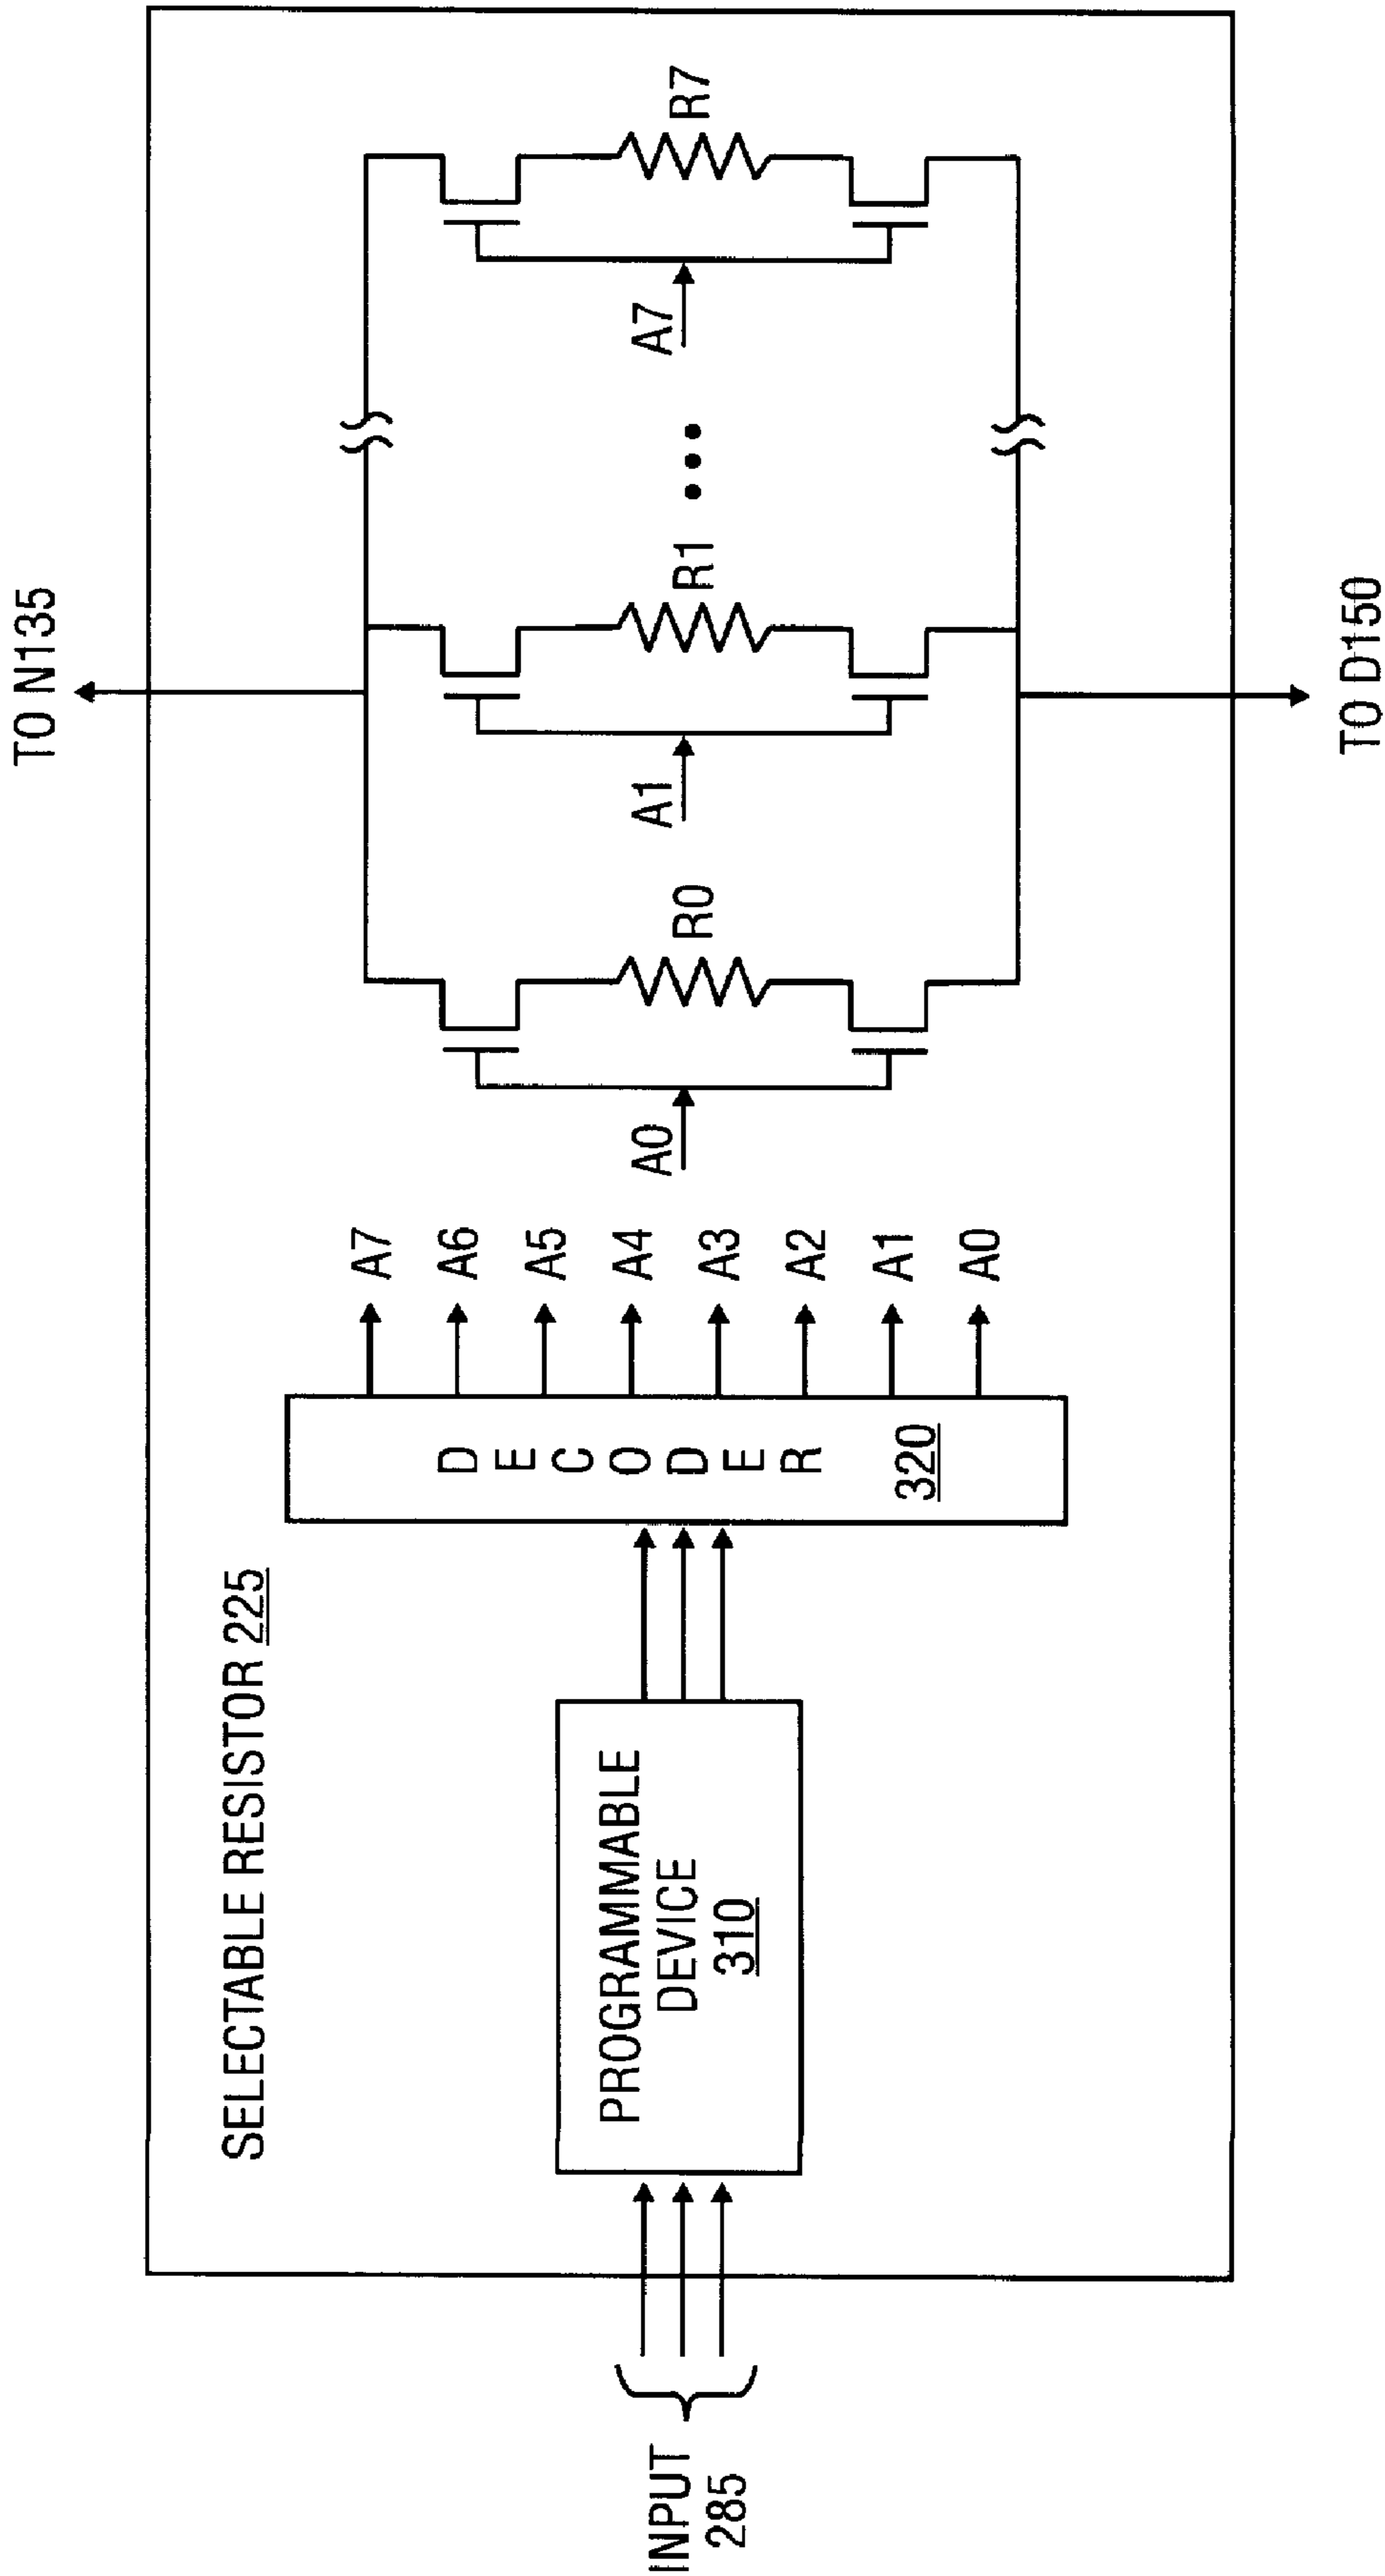 TO N135
SELECTABLE RESISTOR 225
INPUT
285
PROGRAMMABLE
DEVICE
310
DECODER
320
A7
A6
A5
A4
A3
A2
A1
A0
A0
R0
A1
R1
A7
R7
TO D150